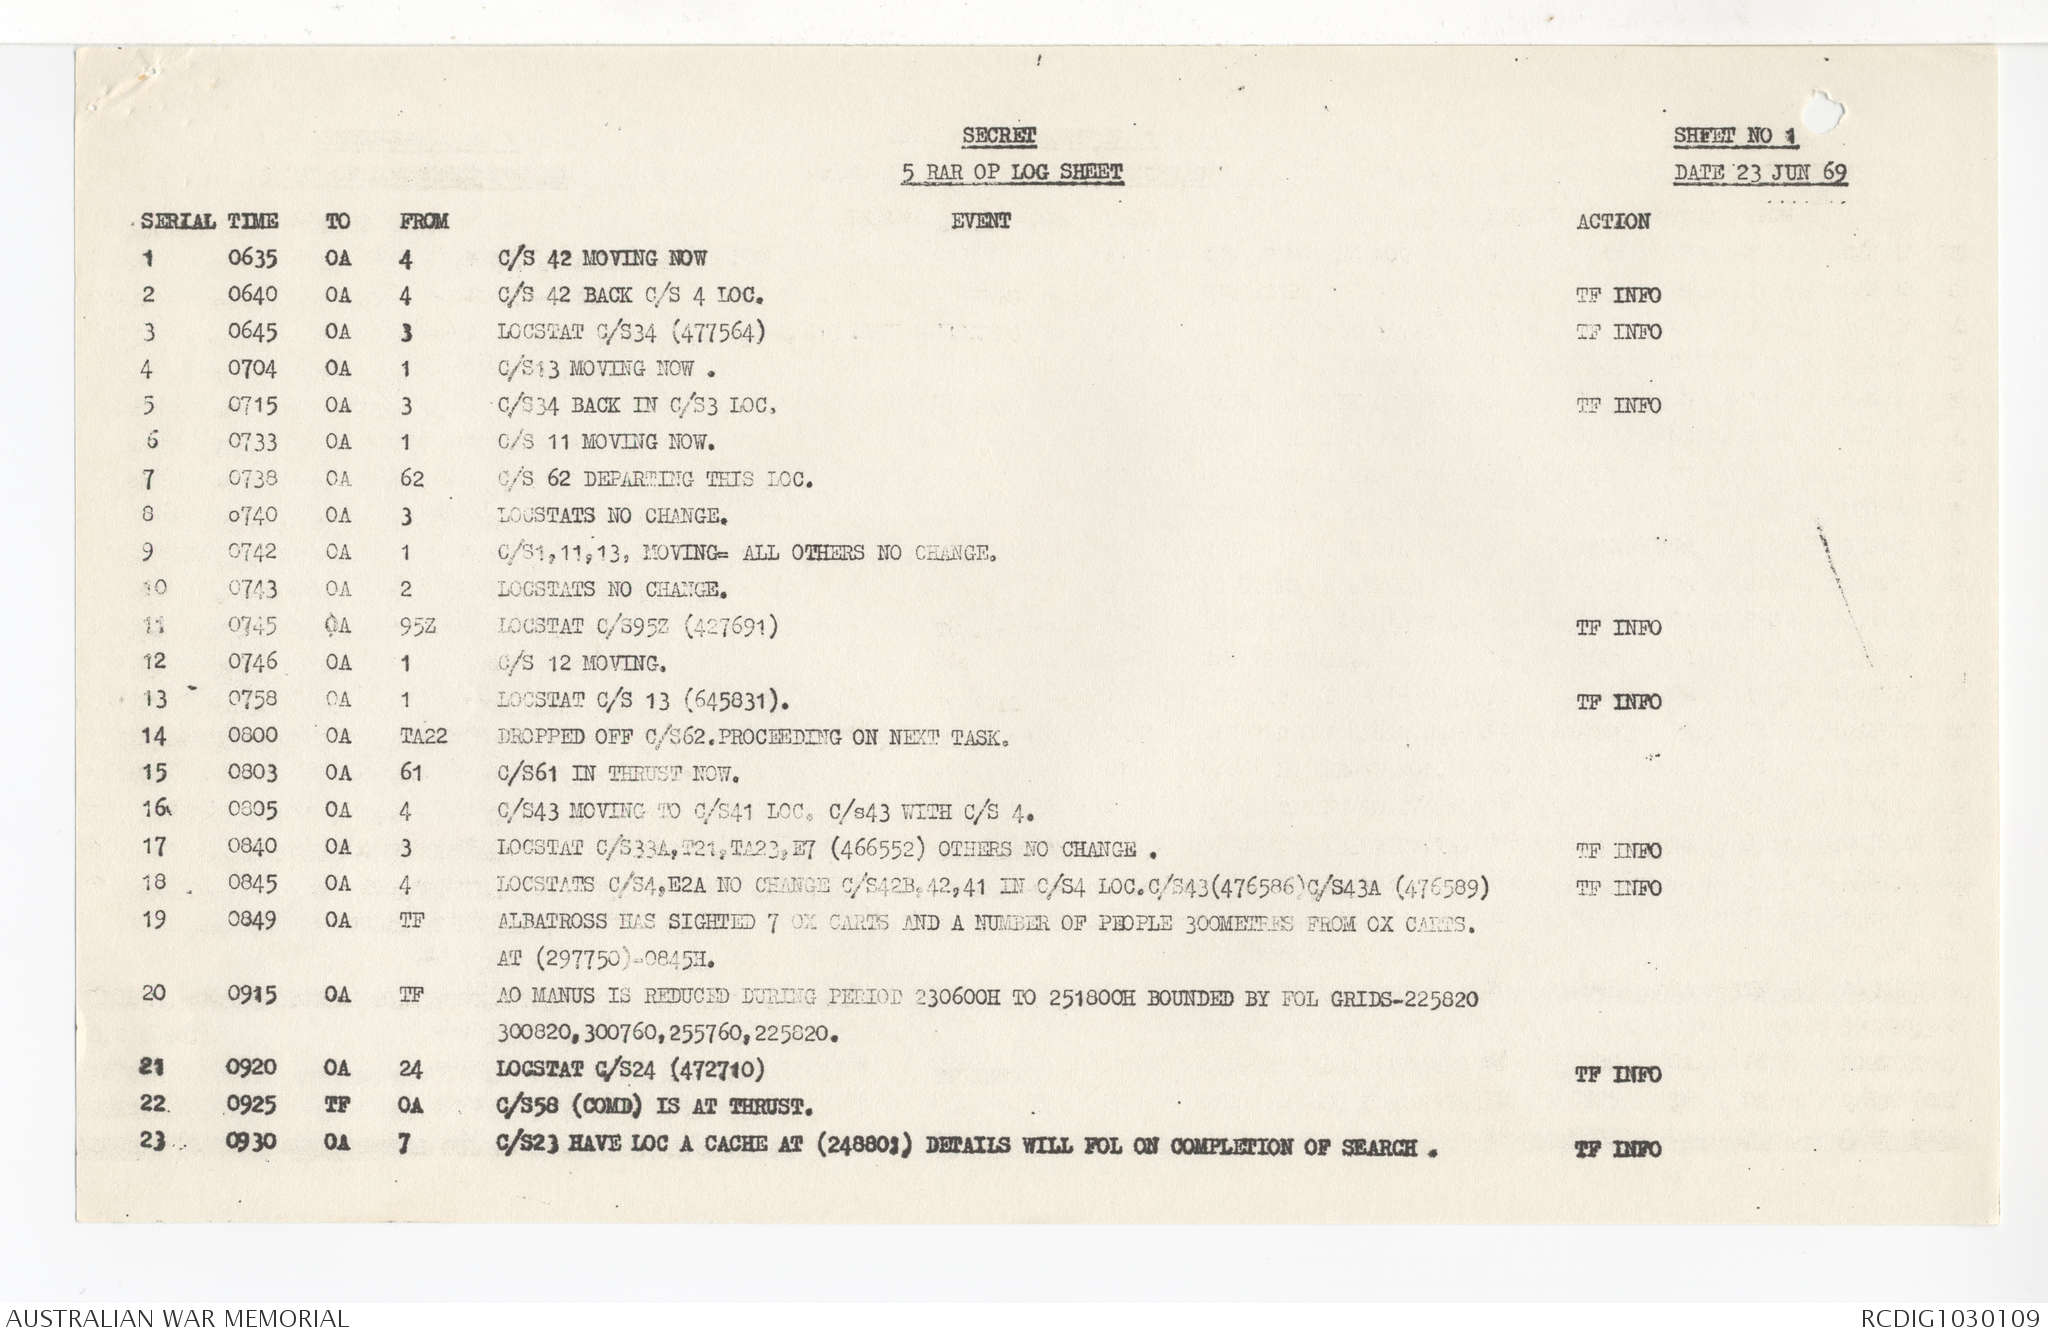 SECRET
SHEET NO 1
5 RAR OP LOG SHEET
DATE 23 JUN 69
SERIAL TIME TO FROM EVENT ACTION
1 0635 OA 4 C/S 42 MOVING NOW
2 0640 OA 4 C/S 42 BACK C/S 4 LOC. TF INFO
3 0645 OA 3 LOCSTAT C/S34 (477564) TF INFO
4 0704 OA 1 C/S13 MOVING NOW .
5 0715 OA 3 C/S34 BACK IN C/S3 LOC. TF INFO
6 0733 OA 1 C/S 11 MOVING NOW.
7 0738 OA 62 C/S 62 DEPARTING THIS LOC.
8 o740 OA 3 LOCSTATS NO CHANGE.
9 0742 OA 1 C/S1,11,13, MOVING= ALL OTHERS NO CHANGE.
10 0743 OA 2 LOCSTATS NO CHANGE.
11 0745 OA 95Z LOCSTAT C/S95Z (427691) TF INFO
12 0746 OA 1 C/S 12 MOVING.
13 0758 OA 1 LOCSTAT C/S 13 (645831). TF INFO
14 0800 OA TA22 DROPPED OFF C/S62.PROCEEDING ON NEXT TASK.
15 0803 OA 61 C/S61 IN THRUST NOW.
16 0805 OA 4 C/S43 MOVING TO C/S41 LOC. C/s43 WITH C/S 4.
17 0840 OA 3 LOCSTAT C/S33A,T21,TA23,E7 (466552) OTHERS NO CHANGE . TF INFO
18 0845 OA 4 LOCSTATS C/S4,E2A NO CHANGE C/S42B,42,41 IN C/S4 LOC.C/S43(476586)C/S43A (476589) TF INFO
19 0849 OA TF ALBATROSS HAS SIGHTED 7 OX CARTS AND A NUMBER OF PEOPLE 300METRES FROM OX CARTS.
AT (297750)-0845H.
20 0915 OA TF AO MANUS IS REDUCED DURING PERIOD 230600H TO 251800H BOUNDED BY FOL GRIDS-225820
300820,300760,255760,225820.
21 0920 OA 24 LOCSTAT C/S24 (472710) TF INFO
22 0925 TF OA C/S58 (COMD) IS AT THRUST.
23 0930 OA 7 C/S23 HAVE LOC A CACHE AT DETAILS WILL FOL ON COMPLETION OF SEARCH . TF INFO
AUSTRALIAN WAR MEMORIAL
RCDIG1030109